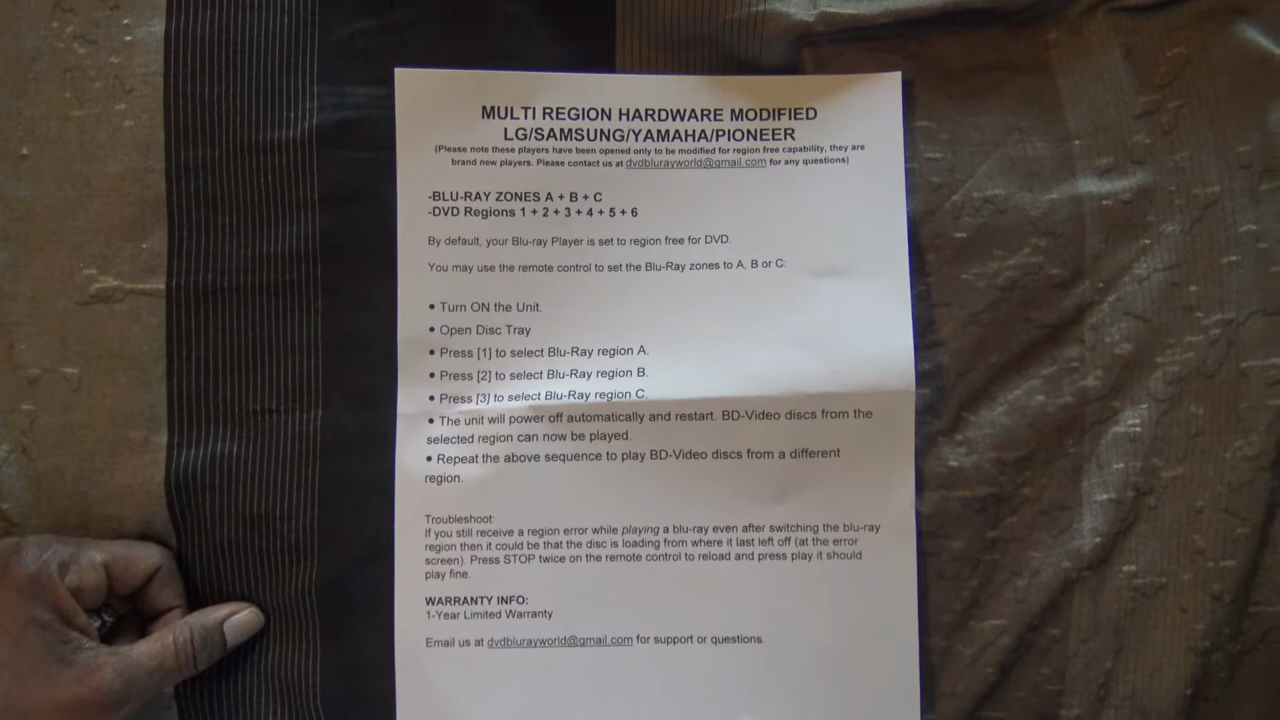 MULTI REGION HARDWARE MODIFIED
LG/SAMSUNG/YAMAHA/PIONEER
(Please note these players have been opened only to be modified for region free capability, they are
brand new players. Please contact us at dvdblurayworld@gmail.com for any questions)
-BLU-RAY ZONES A + B + C
-DVD Regions 1 + 2 + 3 + 4 + 5 + 6
By default, your Blu-ray Player is set to region free for DVD.
You may use the remote control to set the Blu-Ray zones to A, B or C:
• Turn ON the Unit.
• Open Disc Tray
• Press [1] to select Blu-Ray region A.
• Press [2] to select Blu-Ray region B.
• Press [3] to select Blu-Ray region C.
• The unit will power off automatically and restart. BD-Video discs from the
selected region can now be played.
• Repeat the above sequence to play BD-Video discs from a different
region.
Troubleshoot:
If you still receive a region error while playing a blu-ray even after switching the blu-ray
region then it could be that the disc is loading from where it last left off (at the error
screen). Press STOP twice on the remote control to reload and press play it should
play fine.
WARRANTY INFO:
1-Year Limited Warranty
Email us at dvdblurayworld@gmail.com for support or questions.